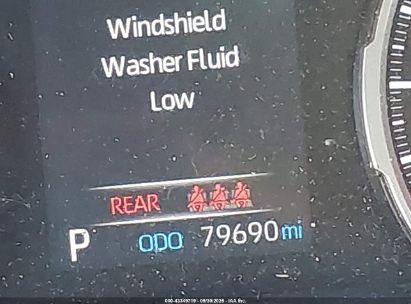 Windshield
Washer Fluid
Low
REAR
P ODO 79690 mi